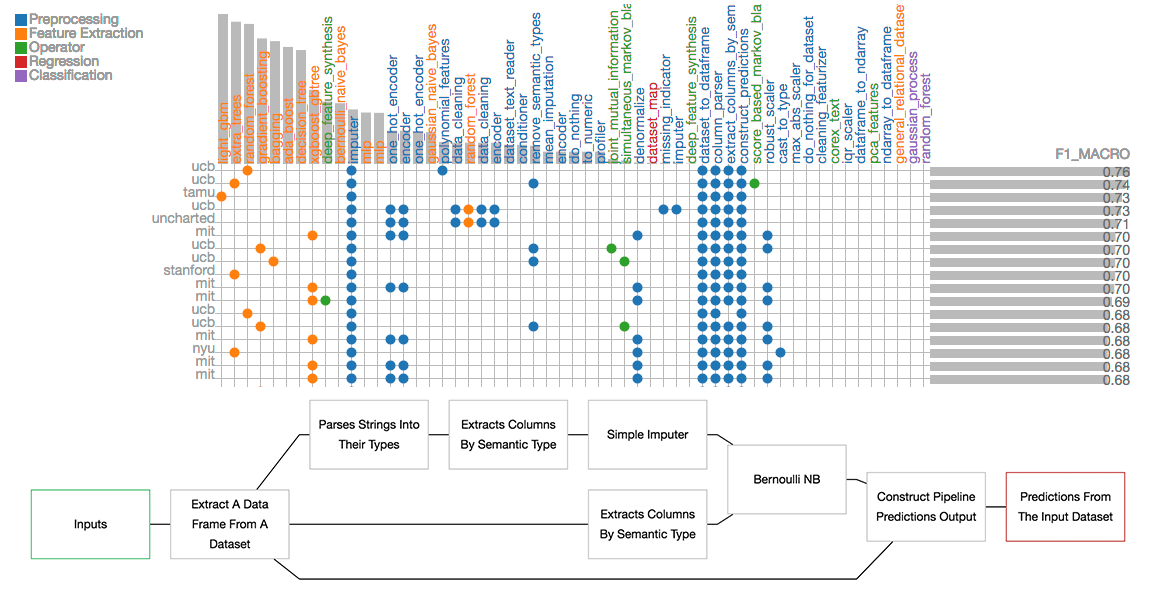 Preprocessing
Feature Extraction
Operator
Regression
Classification
light_gbm
extra_trees
random_forest
gradient_boosting
bagging
ada_boost
decision_tree
xgboost_gbtree
deep_feature_synthesis
bernoulli_naive_bayes
imputer
mlp
mlp
one_hot_encoder
encoder
one_hot_encoder
gaussian_naive_bayes
polynomial_features
data_cleaning
random_forest
data_cleaning
encoder
dataset_text_reader
conditioner
remove_semantic_types
mean_imputation
encoder
do_nothing
to_numeric
profiler
joint_mutual_information
simultaneous_markov_bla
denormalize
dataset_map
missing_indicator
imputer
deep_feature_synthesis
dataset_to_dataframe
column_parser
extract_columns_by_sem
construct_predictions
score_based_markov_bla
robust_scaler
cast_to_type
max_abs_scaler
do_nothing_for_dataset
cleaning_featurizer
corex_text
iqr_scaler
dataframe_to_ndarray
pca_features
ndarray_to_dataframe
general_relational_datase
gaussian_process
random_forest
F1_MACRO
ucb 0.76
ucb 0.74
tamu 0.73
ucb 0.73
uncharted 0.71
mit 0.70
ucb 0.70
ucb 0.70
stanford 0.70
mit 0.70
mit 0.69
ucb 0.68
ucb 0.68
mit 0.68
nyu 0.68
mit 0.68
mit 0.68
Inputs
Extract A Data
Frame From A
Dataset
Parses Strings Into
Their Types
Extracts Columns
By Semantic Type
Simple Imputer
Extracts Columns
By Semantic Type
Bernoulli NB
Construct Pipeline
Predictions Output
Predictions From
The Input Dataset